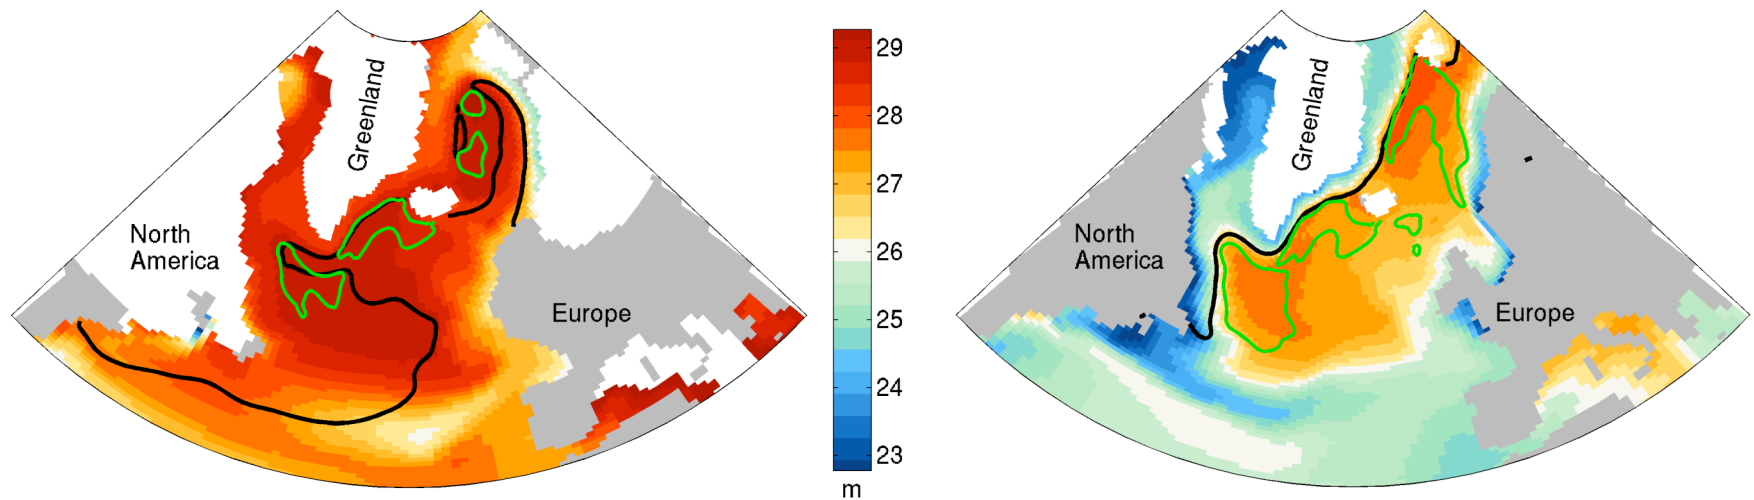 Greenland
North
America
Europe
29
28
27
26
25
24
23
m
Greenland
North
America
Europe